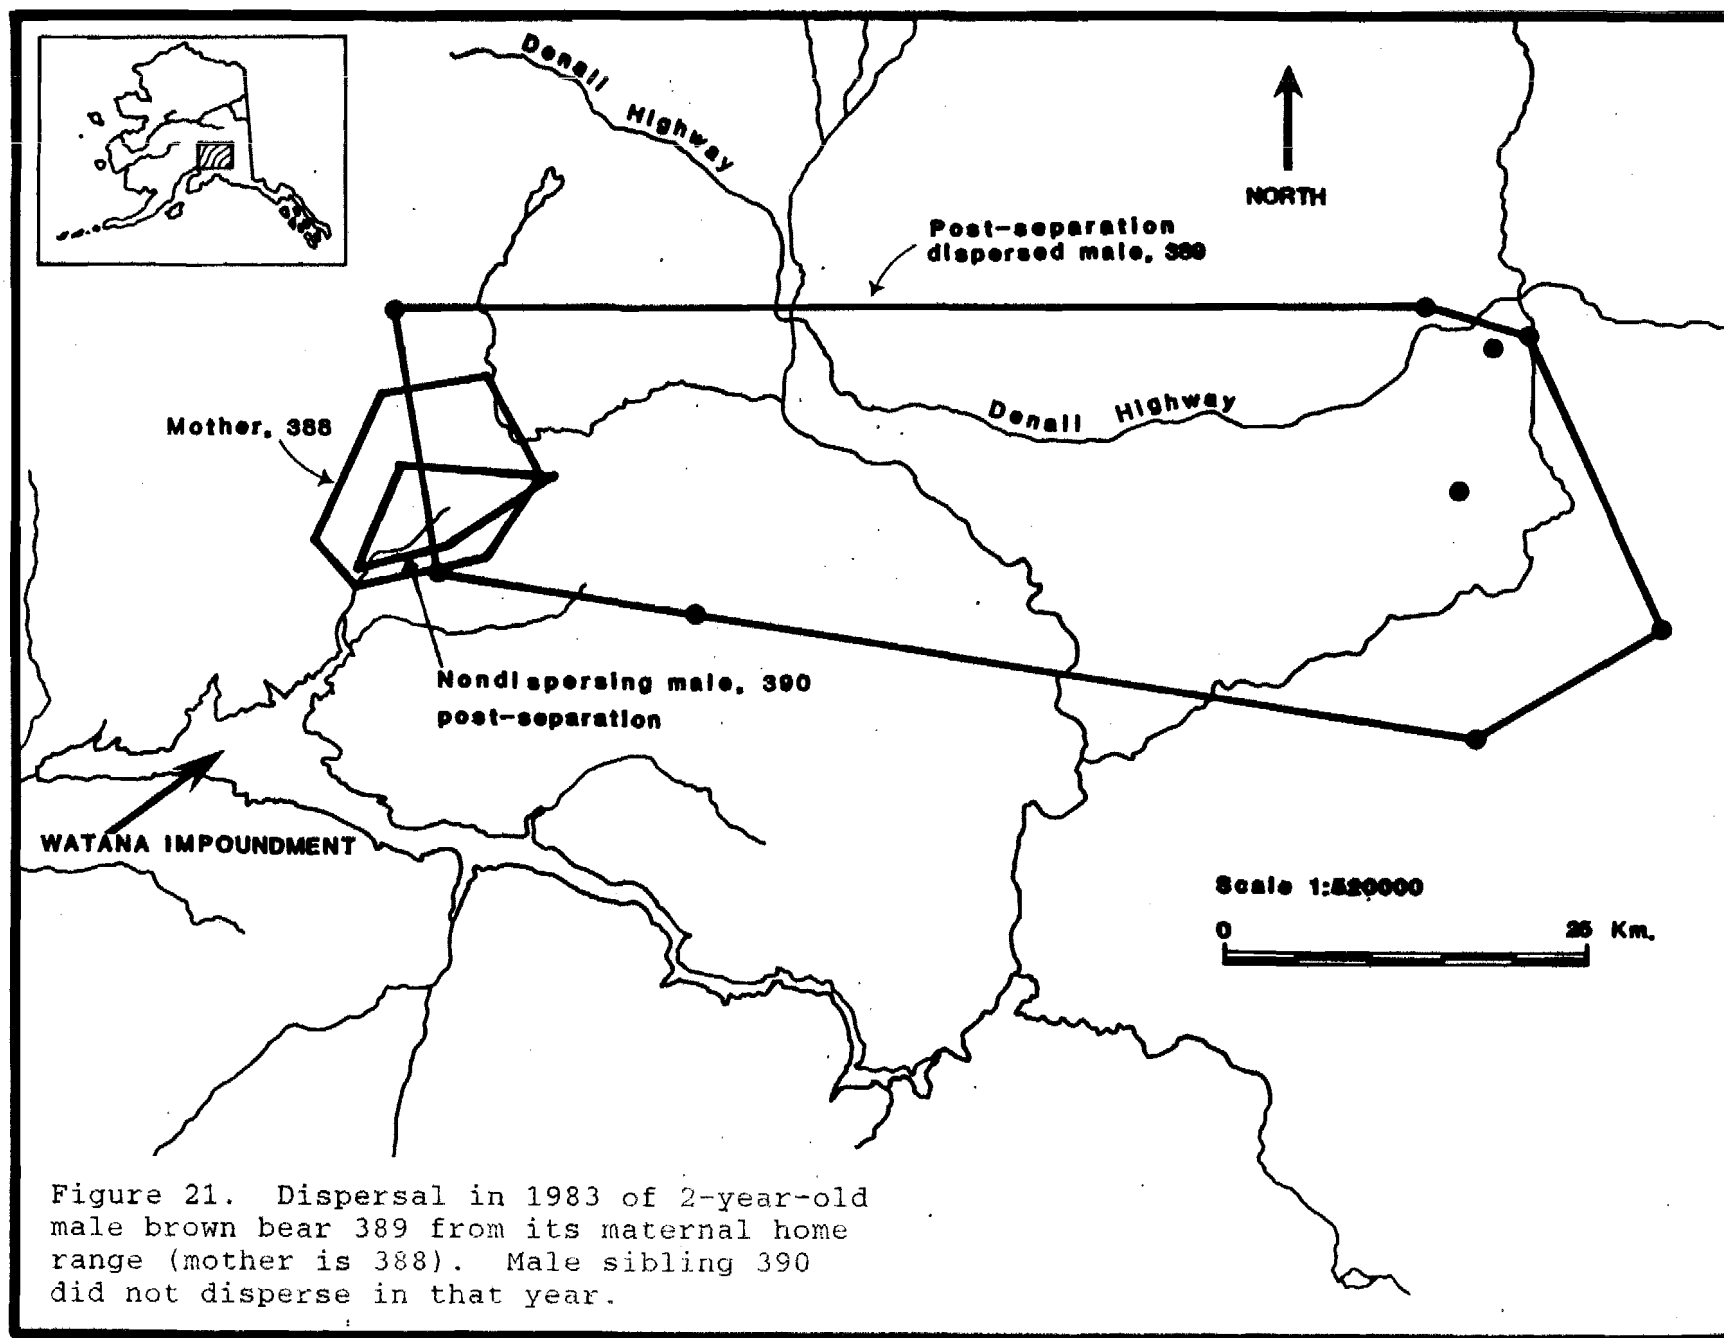 Denali Highway
NORTH
Post-separation
dispersed male, 389
Mother, 388
Denali Highway
Nondispersing male, 390
post-separation
WATANA IMPOUNDMENT
Scale 1:520000
0 25 Km.
Figure 21. Dispersal in 1983 of 2-year-old
male brown bear 389 from its maternal home
range (mother is 388). Male sibling 390
did not disperse in that year.